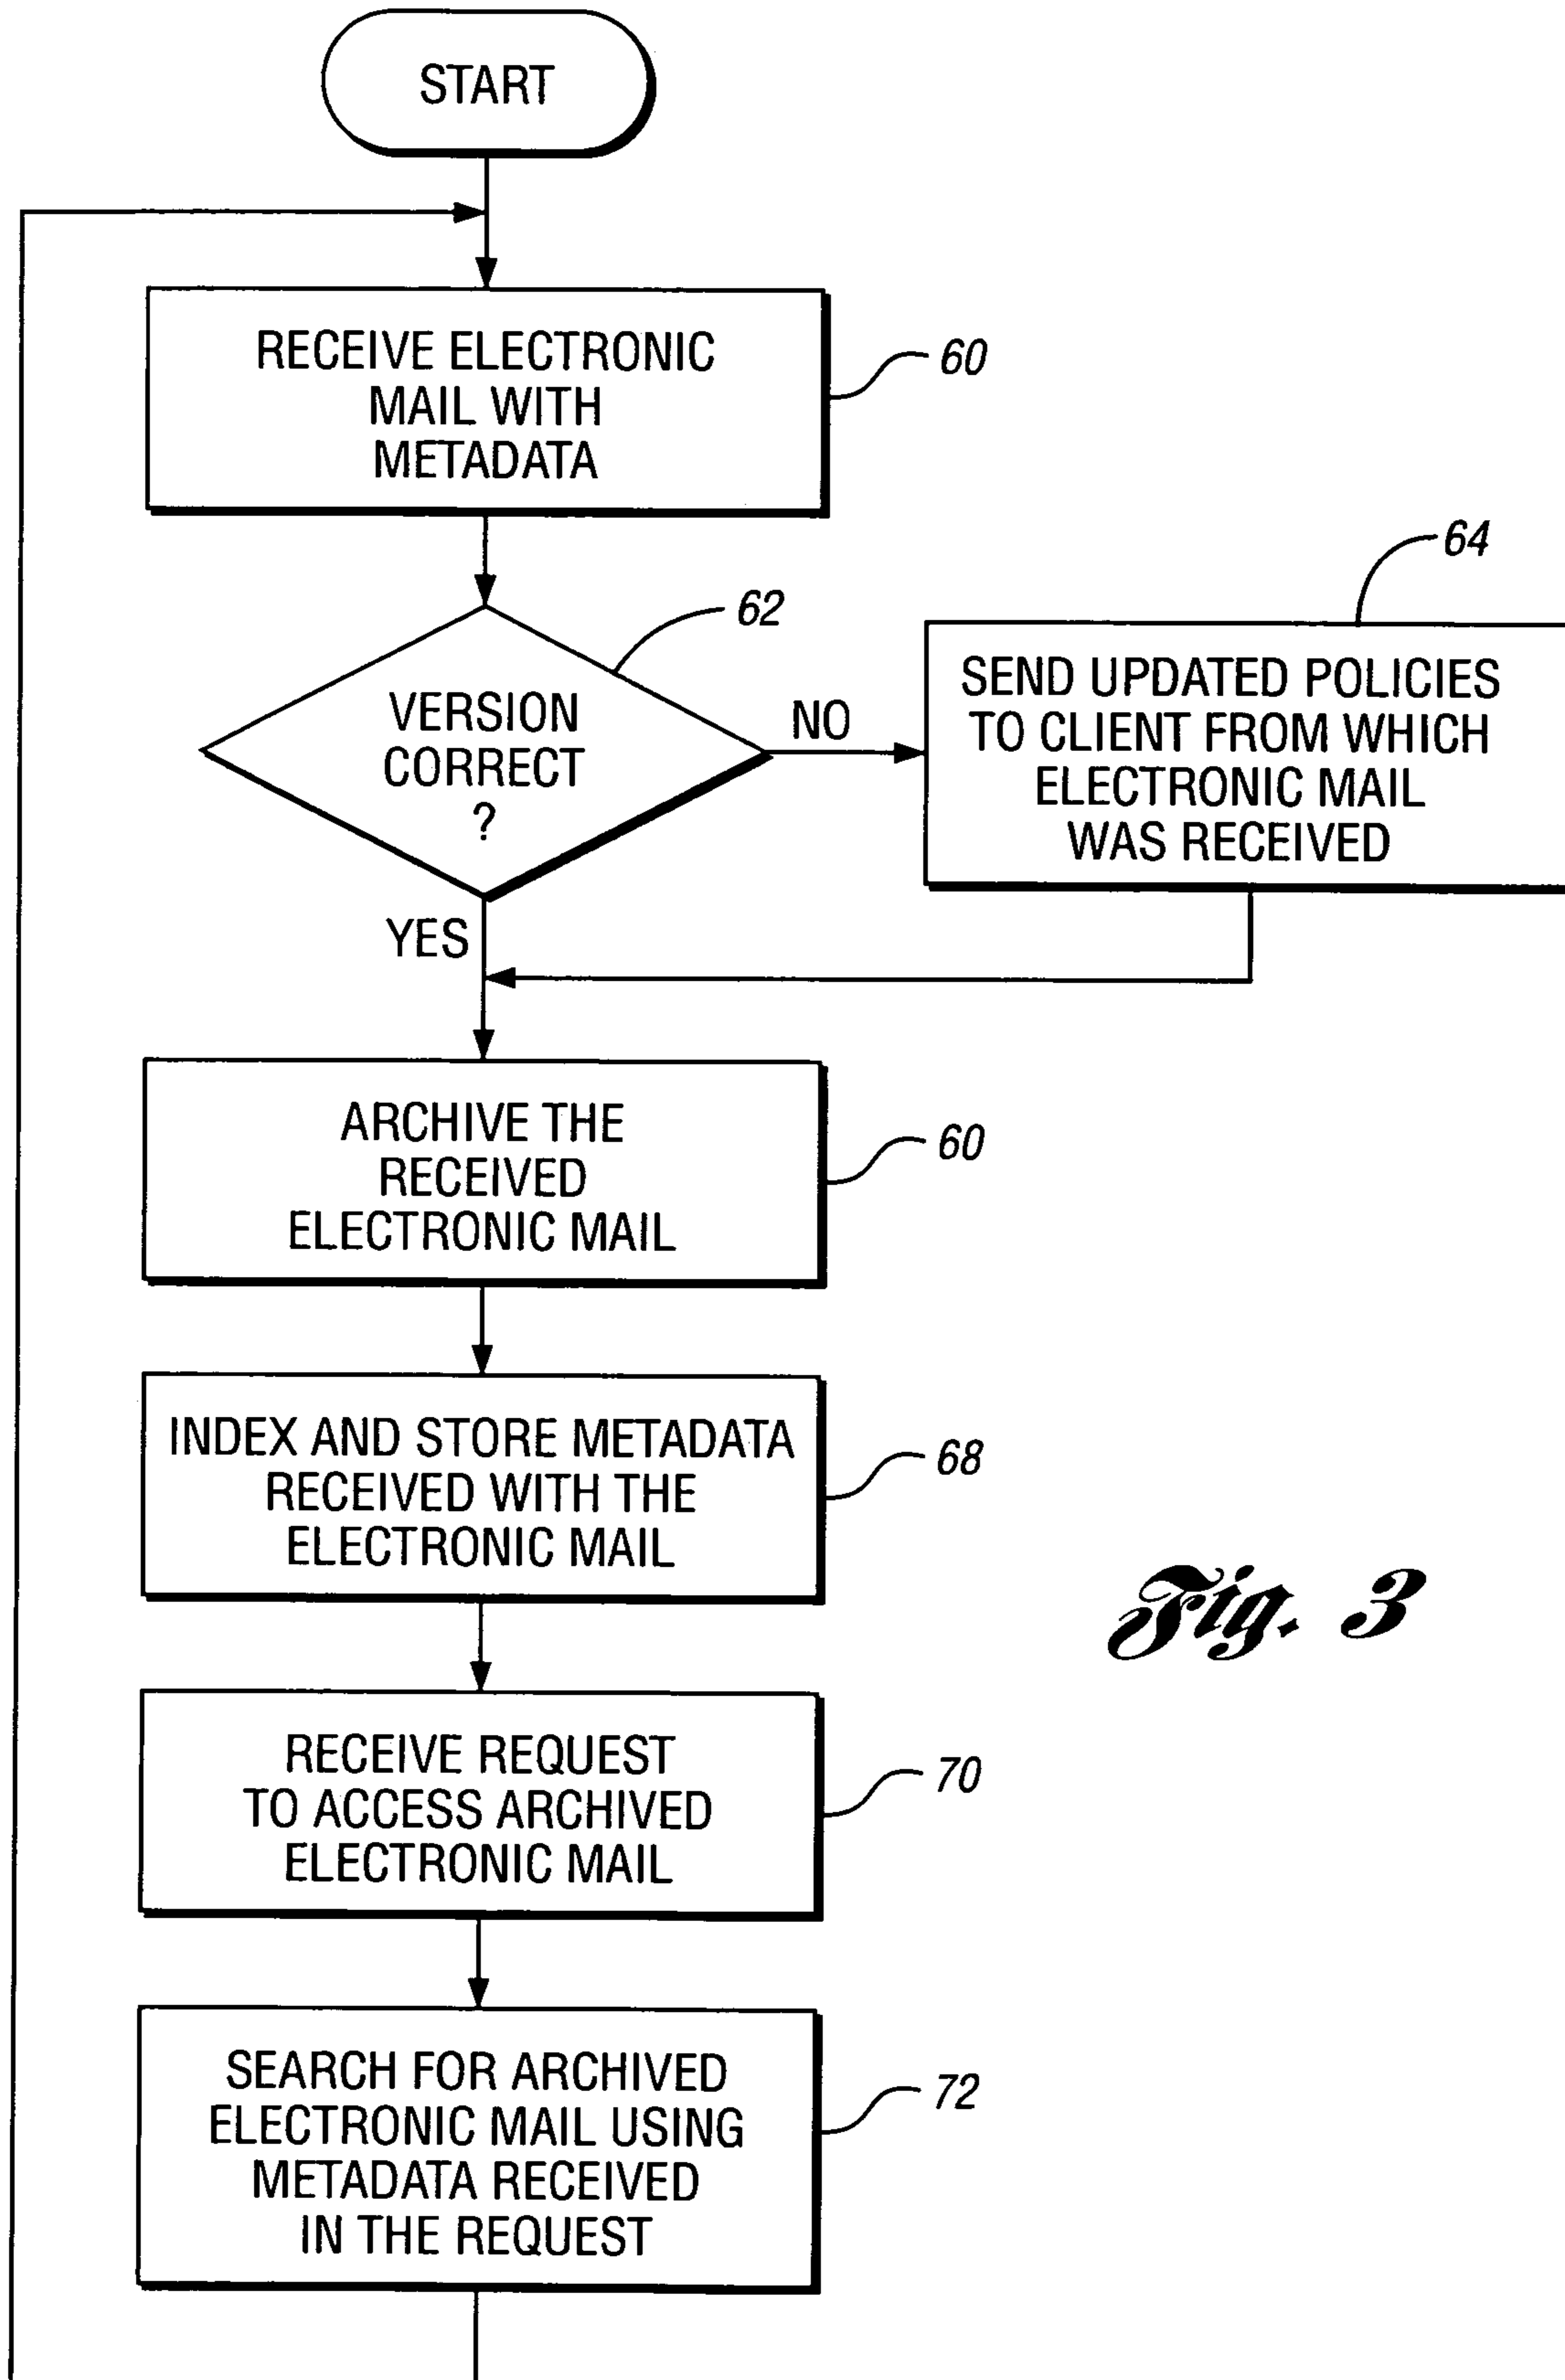 START
RECEIVE ELECTRONIC
MAIL WITH
METADATA
60
62
VERSION
CORRECT
?
NO
YES
64
SEND UPDATED POLICIES
TO CLIENT FROM WHICH
ELECTRONIC MAIL
WAS RECEIVED
ARCHIVE THE
RECEIVED
ELECTRONIC MAIL
60
INDEX AND STORE METADATA
RECEIVED WITH THE
ELECTRONIC MAIL
68
Fig. 3
RECEIVE REQUEST
TO ACCESS ARCHIVED
ELECTRONIC MAIL
70
SEARCH FOR ARCHIVED
ELECTRONIC MAIL USING
METADATA RECEIVED
IN THE REQUEST
72